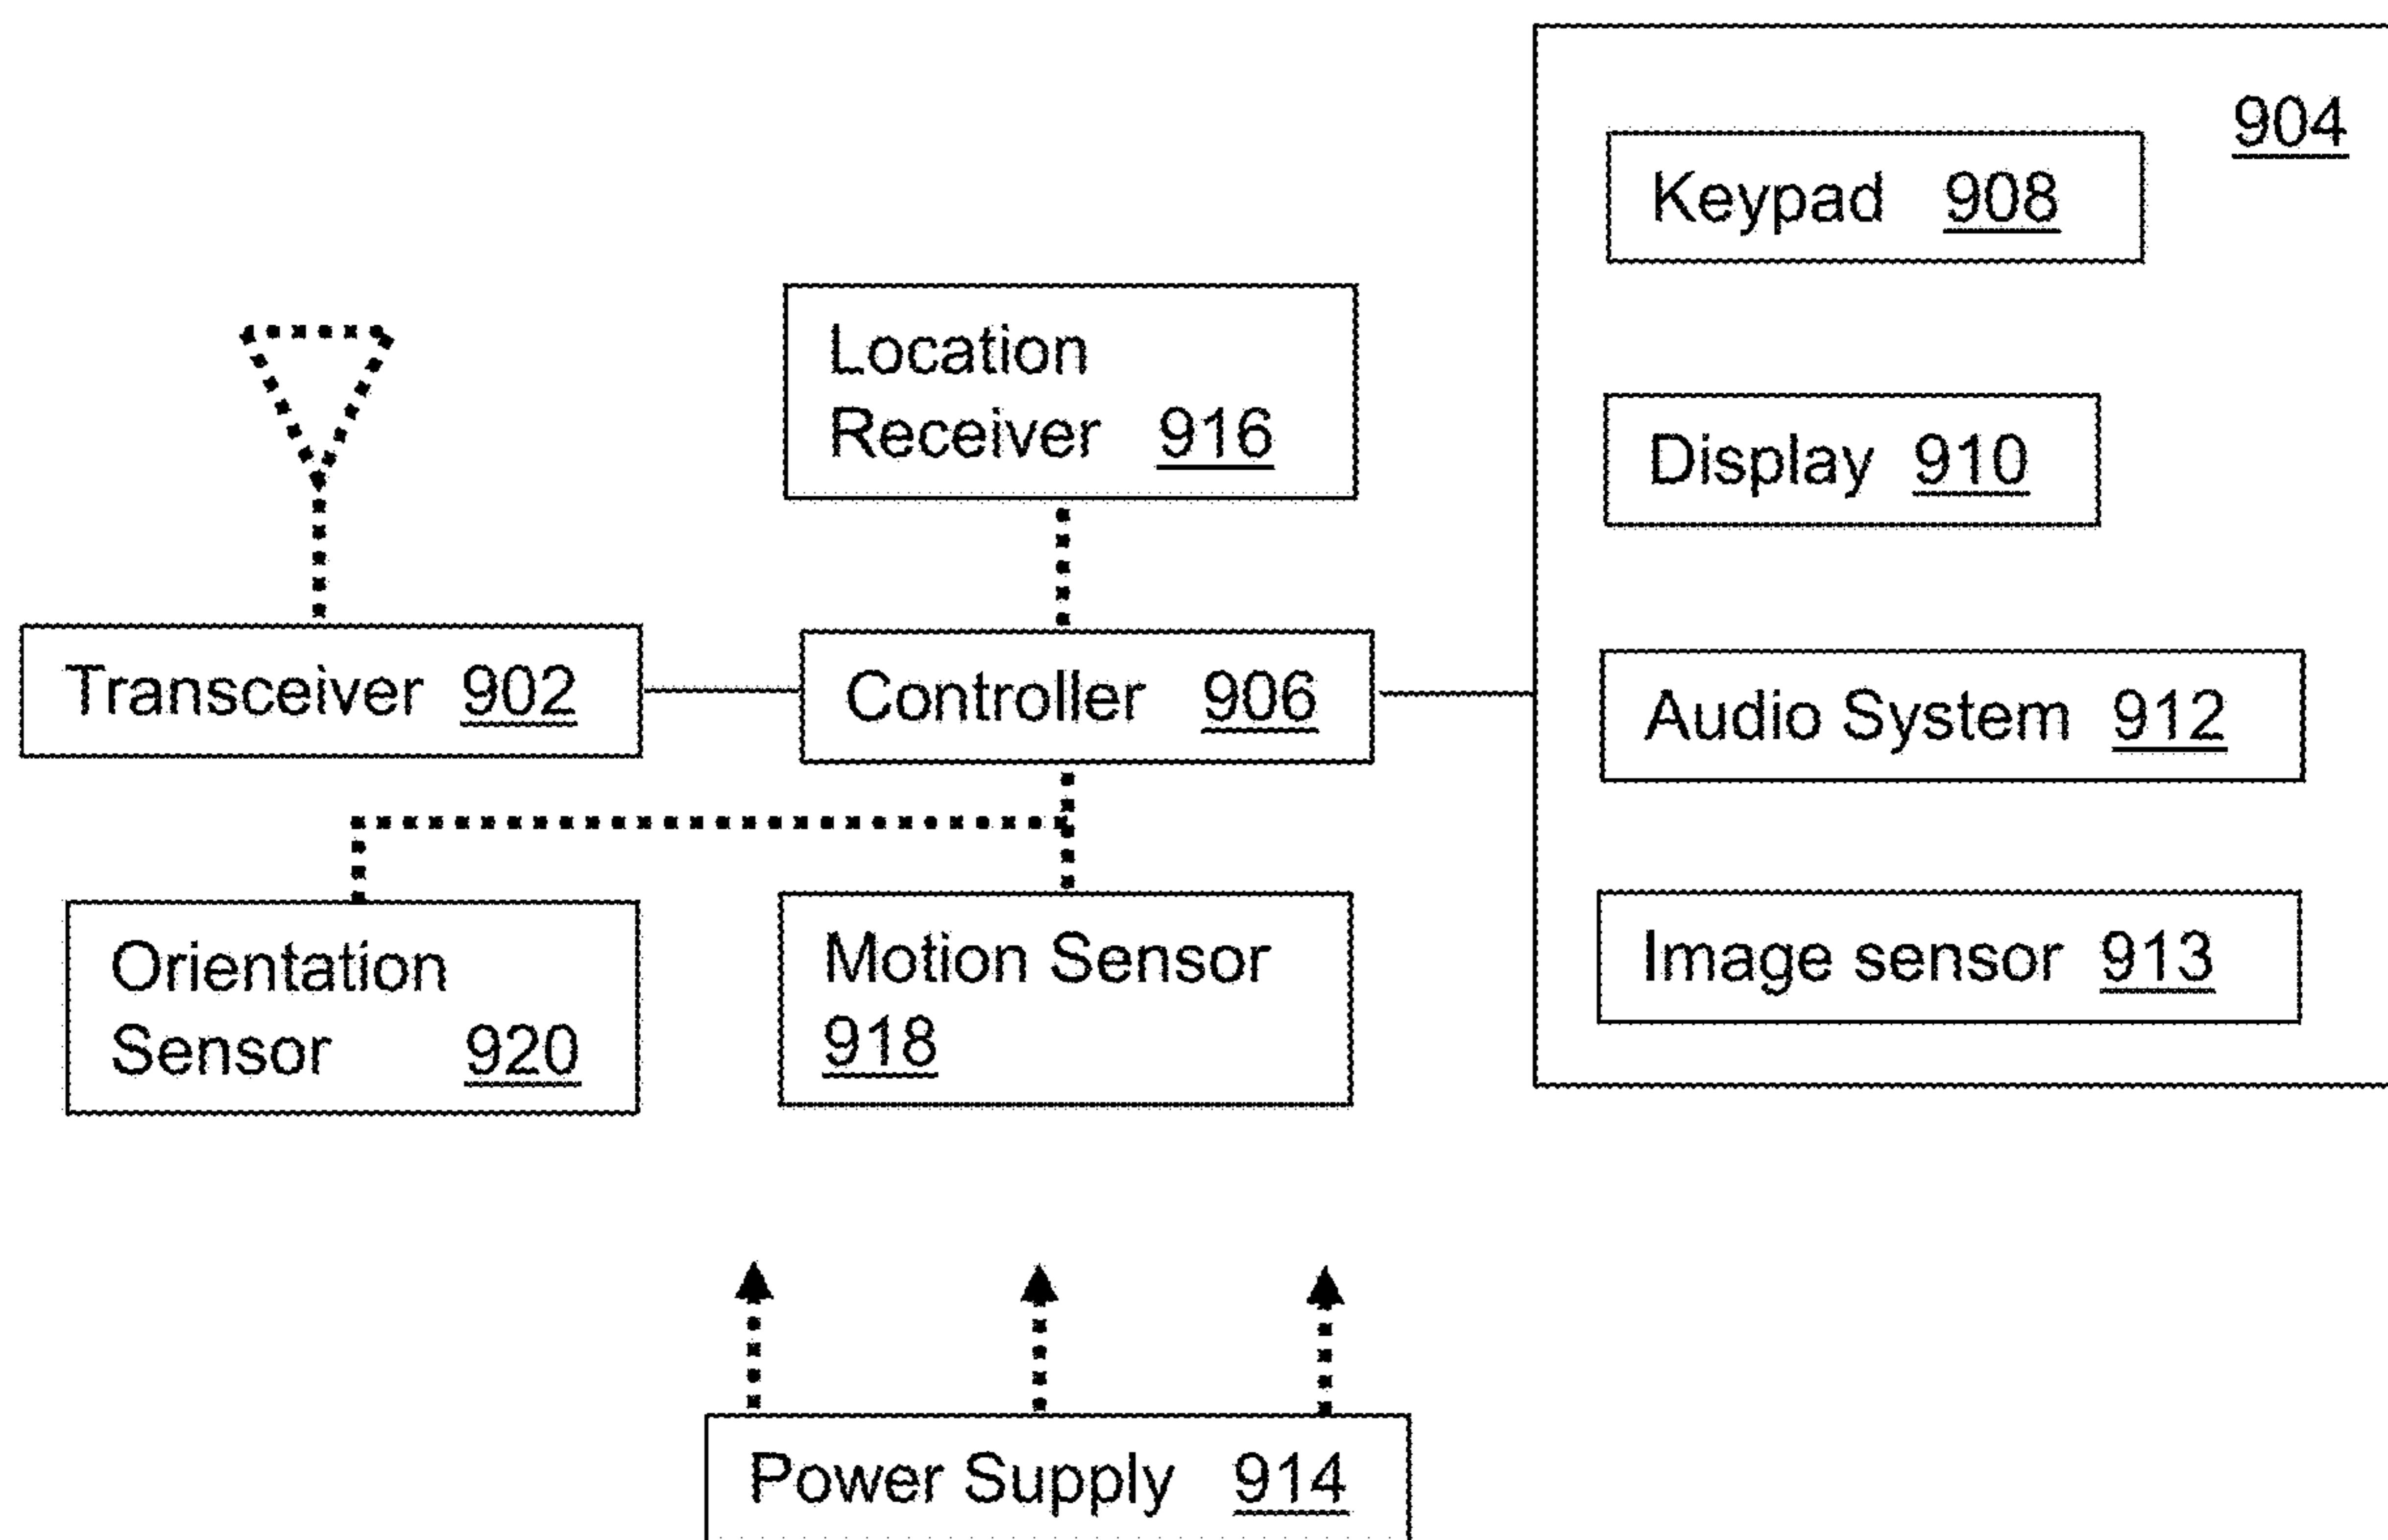 904
Keypad 908
Location
Receiver 916
Display 910
Transceiver 902
Controller 906
Audio System 912
Orientation
Sensor 920
Motion Sensor
918
Image sensor 913
Power Supply 914